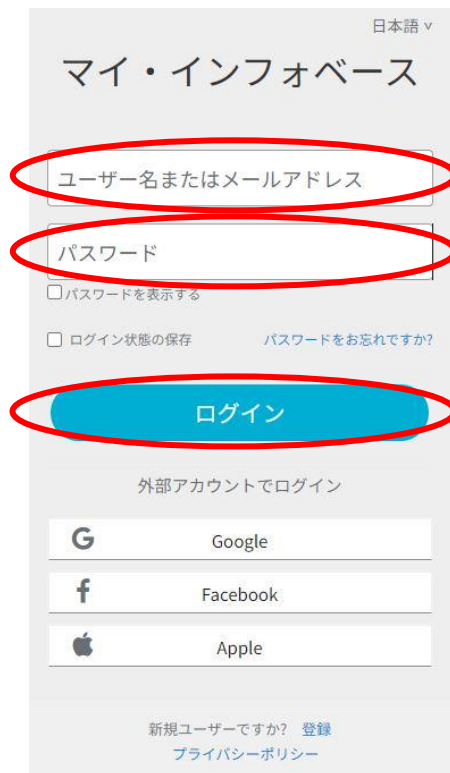 日本語 ∨
マイ・インフォベース
ユーザー名またはメールアドレス
パスワード
パスワードを表示する
ログイン状態の保存 パスワードをお忘れですか?
ログイン
外部アカウントでログイン
Google
Facebook
Apple
新規ユーザーですか? 登録
プライバシーポリシー